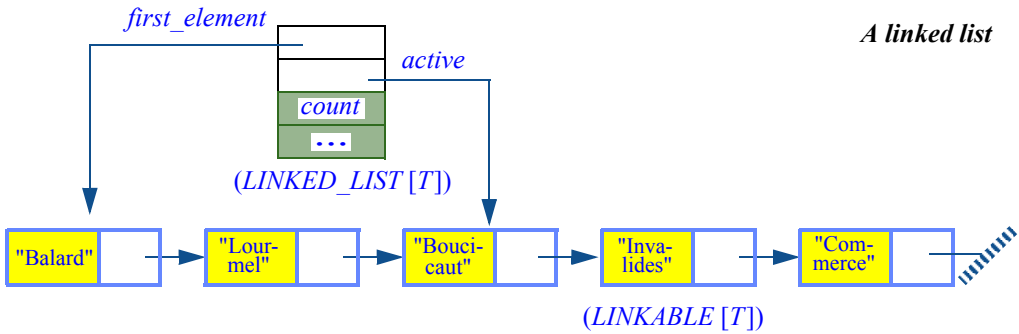 first_element
A linked list
active
count
...
(LINKED_LIST [T])
"Balard"
"Lour-
mel"
"Bouci-
caut"
"Inva-
lides"
"Com-
merce"
(LINKABLE [T])